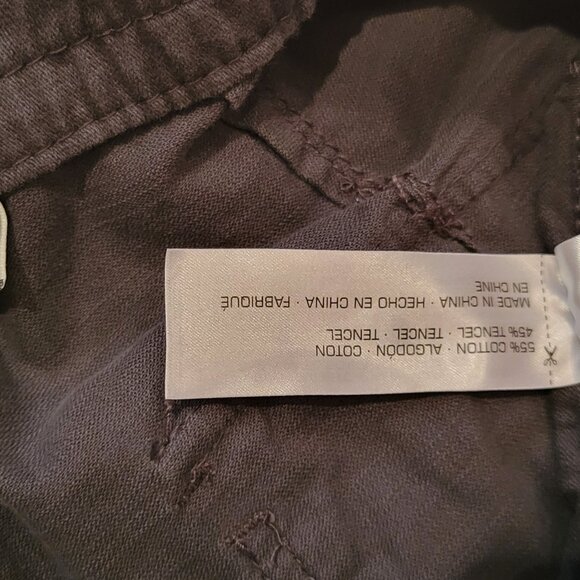 55% COTTON · ALGODÓN · COTON
45% TENCEL · TENCEL · TENCEL
MADE IN CHINA · HECHO EN CHINA · FABRIQUÉ
EN CHINE